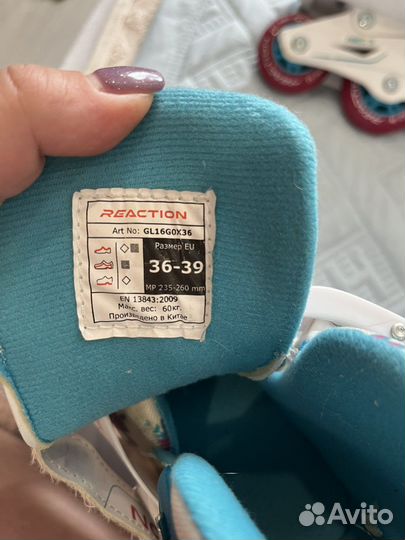 REACTION
Art No: GL16G0X36
Размер EU
36-39
MP 235-260 mm
EN 13843:2009
Макс. вес: 60кг.
Произведено в Китае
Avito